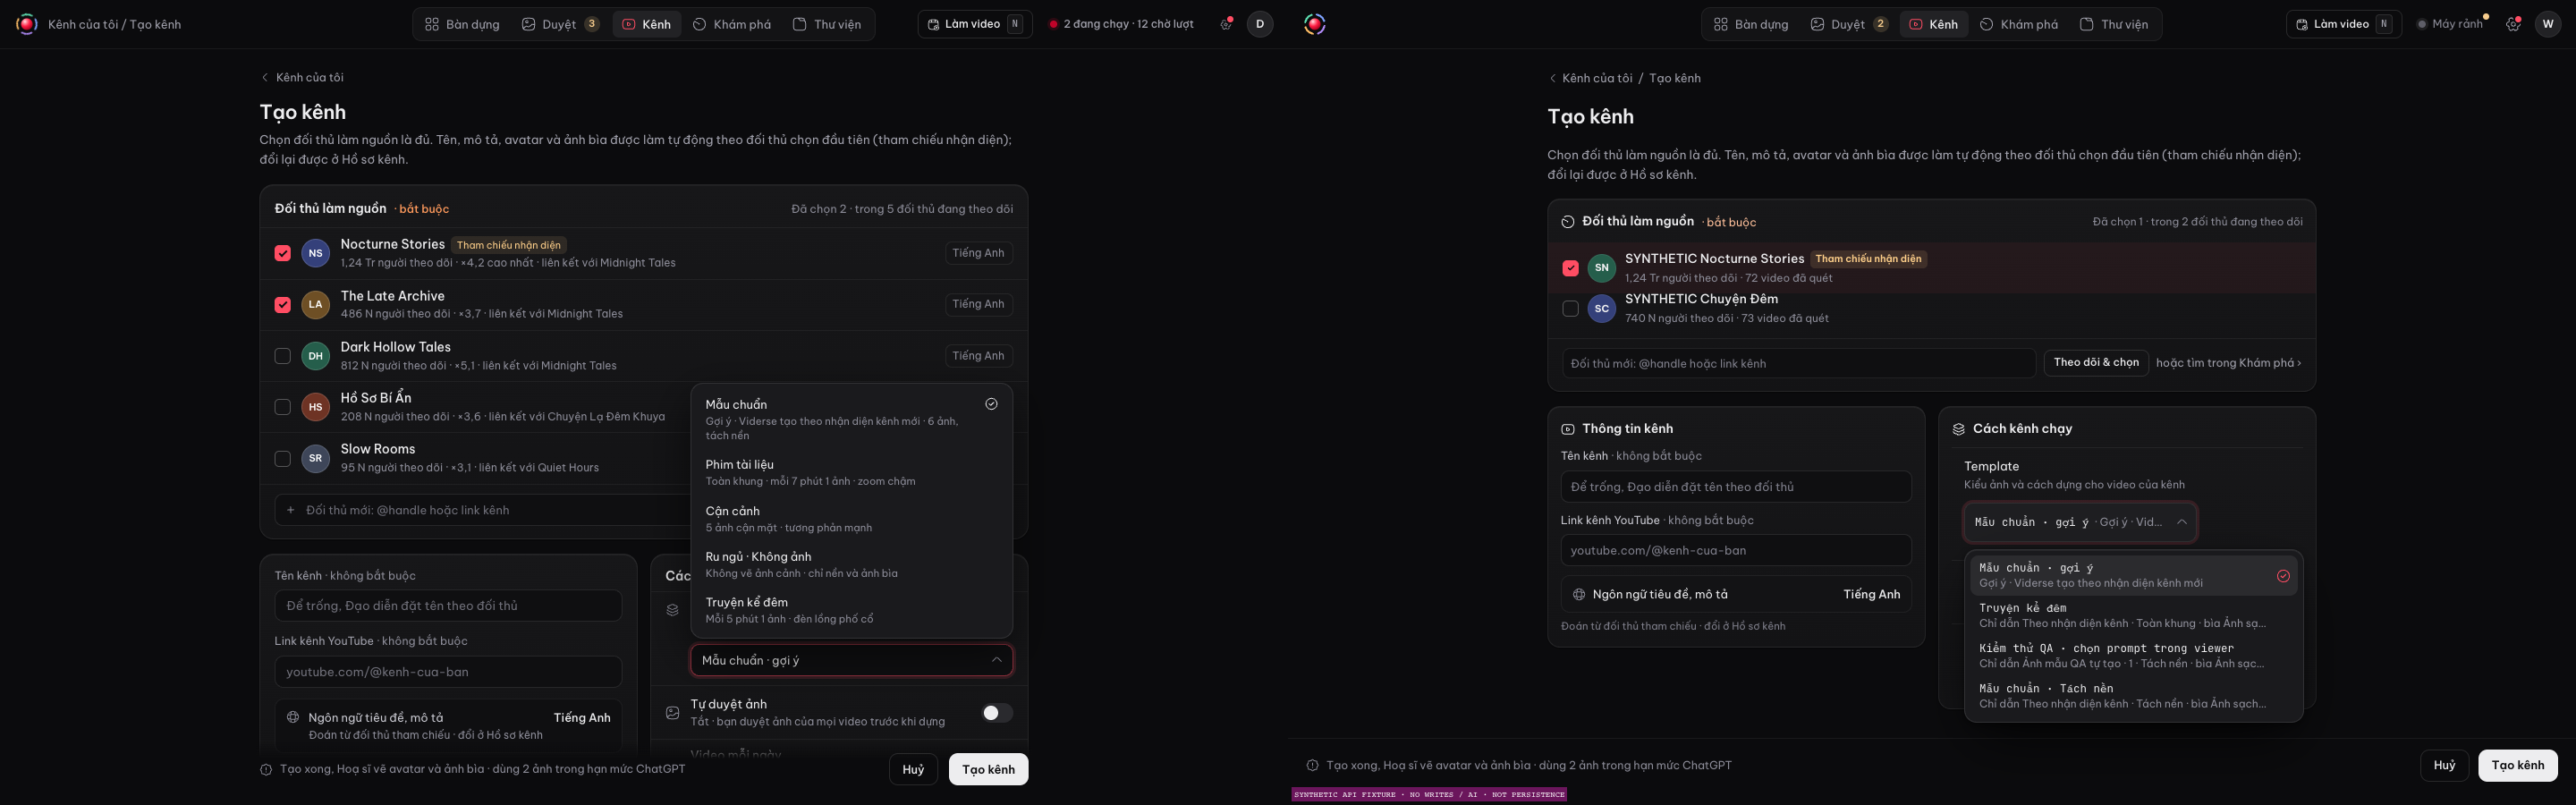 Kênh của tôi / Tạo kênh
Bàn dựng
Duyệt 3
Kênh
Khám phá
Thư viện
Làm video N
2 đang chạy · 12 chờ lượt
D
Kênh của tôi
Tạo kênh
Chọn đối thủ làm nguồn là đủ. Tên, mô tả, avatar và ảnh bìa được làm tự động theo đối thủ chọn đầu tiên (tham chiếu nhận diện);
đổi lại được ở Hồ sơ kênh.
Đối thủ làm nguồn · bắt buộc
Đã chọn 2 · trong 5 đối thủ đang theo dõi
NS
Nocturne Stories Tham chiếu nhận diện
1,24 Tr người theo dõi · ×4,2 cao nhất · liên kết với Midnight Tales
Tiếng Anh
LA
The Late Archive
486 N người theo dõi · ×3,7 · liên kết với Midnight Tales
Tiếng Anh
DH
Dark Hollow Tales
812 N người theo dõi · ×5,1 · liên kết với Midnight Tales
Tiếng Anh
HS
Hồ Sơ Bí Ẩn
208 N người theo dõi · ×3,6 · liên kết với Chuyện Lạ Đêm Khuya
SR
Slow Rooms
95 N người theo dõi · ×3,1 · liên kết với Quiet Hours
+ Đối thủ mới: @handle hoặc link kênh
Mẫu chuẩn
Gợi ý · Viderse tạo theo nhận diện kênh mới · 6 ảnh,
tách nền
Phim tài liệu
Toàn khung · mỗi 7 phút 1 ảnh · zoom chậm
Cận cảnh
5 ảnh cận mặt · tương phản mạnh
Ru ngủ · Không ảnh
Không vẽ ảnh cảnh · chỉ nền và ảnh bìa
Truyện kể đêm
Mỗi 5 phút 1 ảnh · đèn lồng phố cổ
Tên kênh · không bắt buộc
Để trống, Đạo diễn đặt tên theo đối thủ
Link kênh YouTube · không bắt buộc
youtube.com/@kenh-cua-ban
Ngôn ngữ tiêu đề, mô tả
Tiếng Anh
Đoán từ đối thủ tham chiếu · đổi ở Hồ sơ kênh
Các
Mẫu chuẩn · gợi ý
Tự duyệt ảnh
Tắt · bạn duyệt ảnh của mọi video trước khi dựng
Video mỗi ngày
Tạo xong, Hoạ sĩ vẽ avatar và ảnh bìa · dùng 2 ảnh trong hạn mức ChatGPT
Huỷ
Tạo kênh
Bàn dựng
Duyệt 2
Kênh
Khám phá
Thư viện
Làm video N
Máy rảnh
W
Kênh của tôi / Tạo kênh
Tạo kênh
Chọn đối thủ làm nguồn là đủ. Tên, mô tả, avatar và ảnh bìa được làm tự động theo đối thủ chọn đầu tiên (tham chiếu nhận diện);
đổi lại được ở Hồ sơ kênh.
Đối thủ làm nguồn · bắt buộc
Đã chọn 1 · trong 2 đối thủ đang theo dõi
SN
SYNTHETIC Nocturne Stories Tham chiếu nhận diện
1,24 Tr người theo dõi · 72 video đã quét
SC
SYNTHETIC Chuyện Đêm
740 N người theo dõi · 73 video đã quét
Đối thủ mới: @handle hoặc link kênh
Theo dõi & chọn
hoặc tìm trong Khám phá ›
Thông tin kênh
Tên kênh · không bắt buộc
Để trống, Đạo diễn đặt tên theo đối thủ
Link kênh YouTube · không bắt buộc
youtube.com/@kenh-cua-ban
Ngôn ngữ tiêu đề, mô tả
Tiếng Anh
Đoán từ đối thủ tham chiếu · đổi ở Hồ sơ kênh
Cách kênh chạy
Template
Kiểu ảnh và cách dựng cho video của kênh
Mẫu chuẩn · gợi ý · Gợi ý · Vid...
Mẫu chuẩn · gợi ý
Gợi ý · Viderse tạo theo nhận diện kênh mới
Truyện kể đêm
Chỉ dẫn Theo nhận diện kênh · Toàn khung · bìa Ảnh sạ...
Kiểm thử QA · chọn prompt trong viewer
Chỉ dẫn Ảnh mẫu QA tự tạo · 1 · Tách nền · bìa Ảnh sạc...
Mẫu chuẩn · Tách nền
Chỉ dẫn Theo nhận diện kênh · Tách nền · bìa Ảnh sạch...
Tạo xong, Hoạ sĩ vẽ avatar và ảnh bìa · dùng 2 ảnh trong hạn mức ChatGPT
Huỷ
Tạo kênh
SYNTHETIC API FIXTURE · NO WRITES / AI · NOT PERSISTENCE